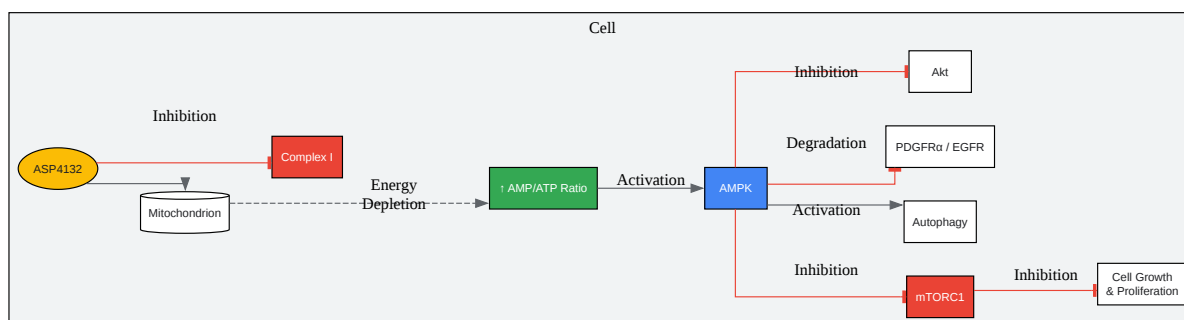 Cell
Inhibition
Akt
Inhibition
Degradation
PDGFRα / EGFR
Complex I
ASP4132
Energy
Depletion
↑ AMP/ATP Ratio
Activation
AMPK
Mitochondrion
Activation
Autophagy
Inhibition
mTORC1
Inhibition
Cell Growth
& Proliferation